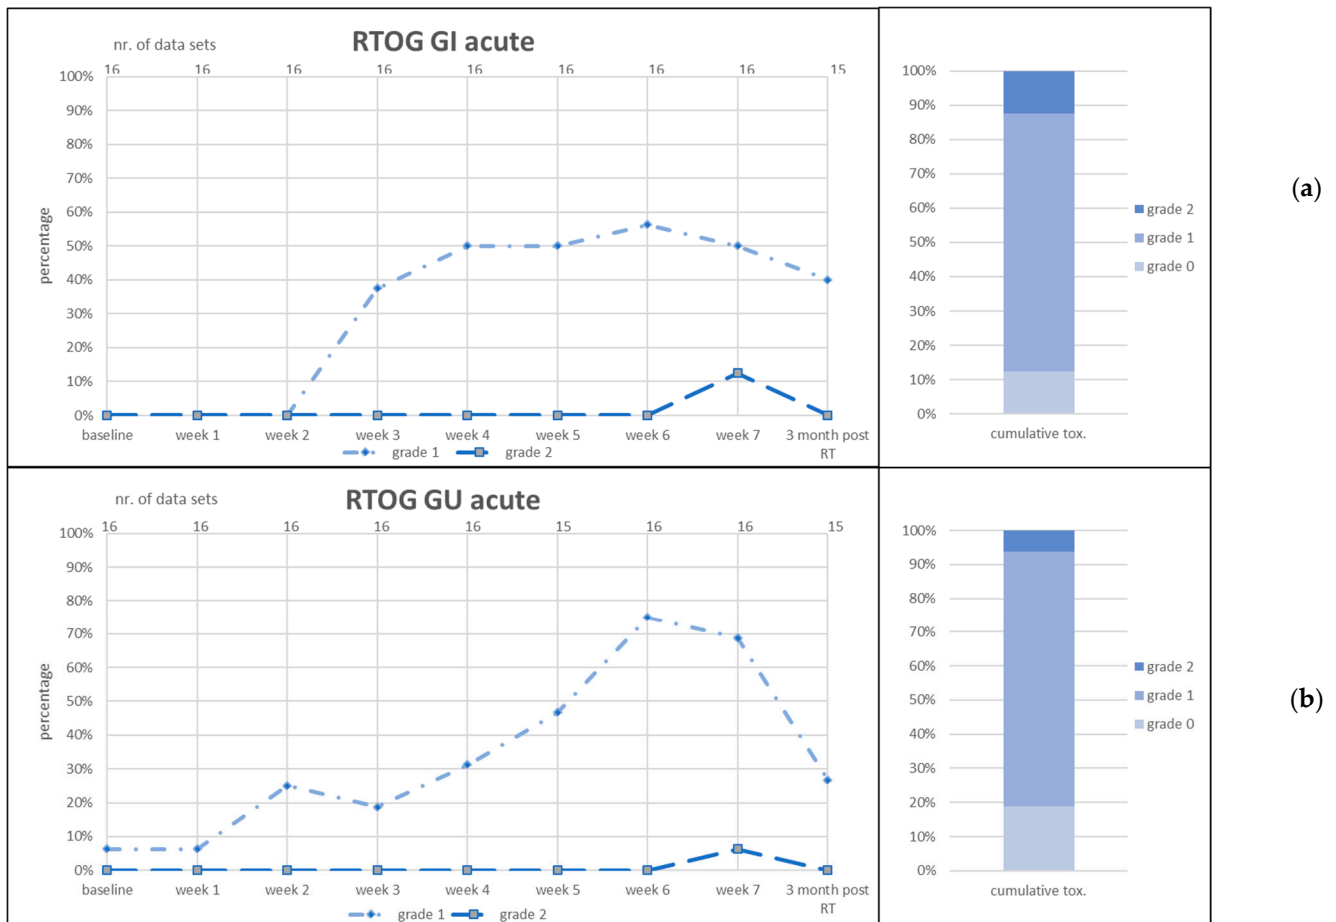 nr. of data sets
RTOG GI acute
16 16 16 16 16 16 16 16 15
100%
90%
80%
70%
60%
50%
40%
30%
20%
10%
0%
percentage
baseline week 1 week 2 week 3 week 4 week 5 week 6 week 7 3 month post RT
grade 1 grade 2
100%
90%
80%
70%
60%
50%
40%
30%
20%
10%
0%
cumulative tox.
grade 2
grade 1
grade 0
(a)
nr. of data sets
RTOG GU acute
16 16 16 16 16 15 16 16 15
100%
90%
80%
70%
60%
50%
40%
30%
20%
10%
0%
percentage
baseline week 1 week 2 week 3 week 4 week 5 week 6 week 7 3 month post RT
grade 1 grade 2
100%
90%
80%
70%
60%
50%
40%
30%
20%
10%
0%
cumulative tox.
grade 2
grade 1
grade 0
(b)